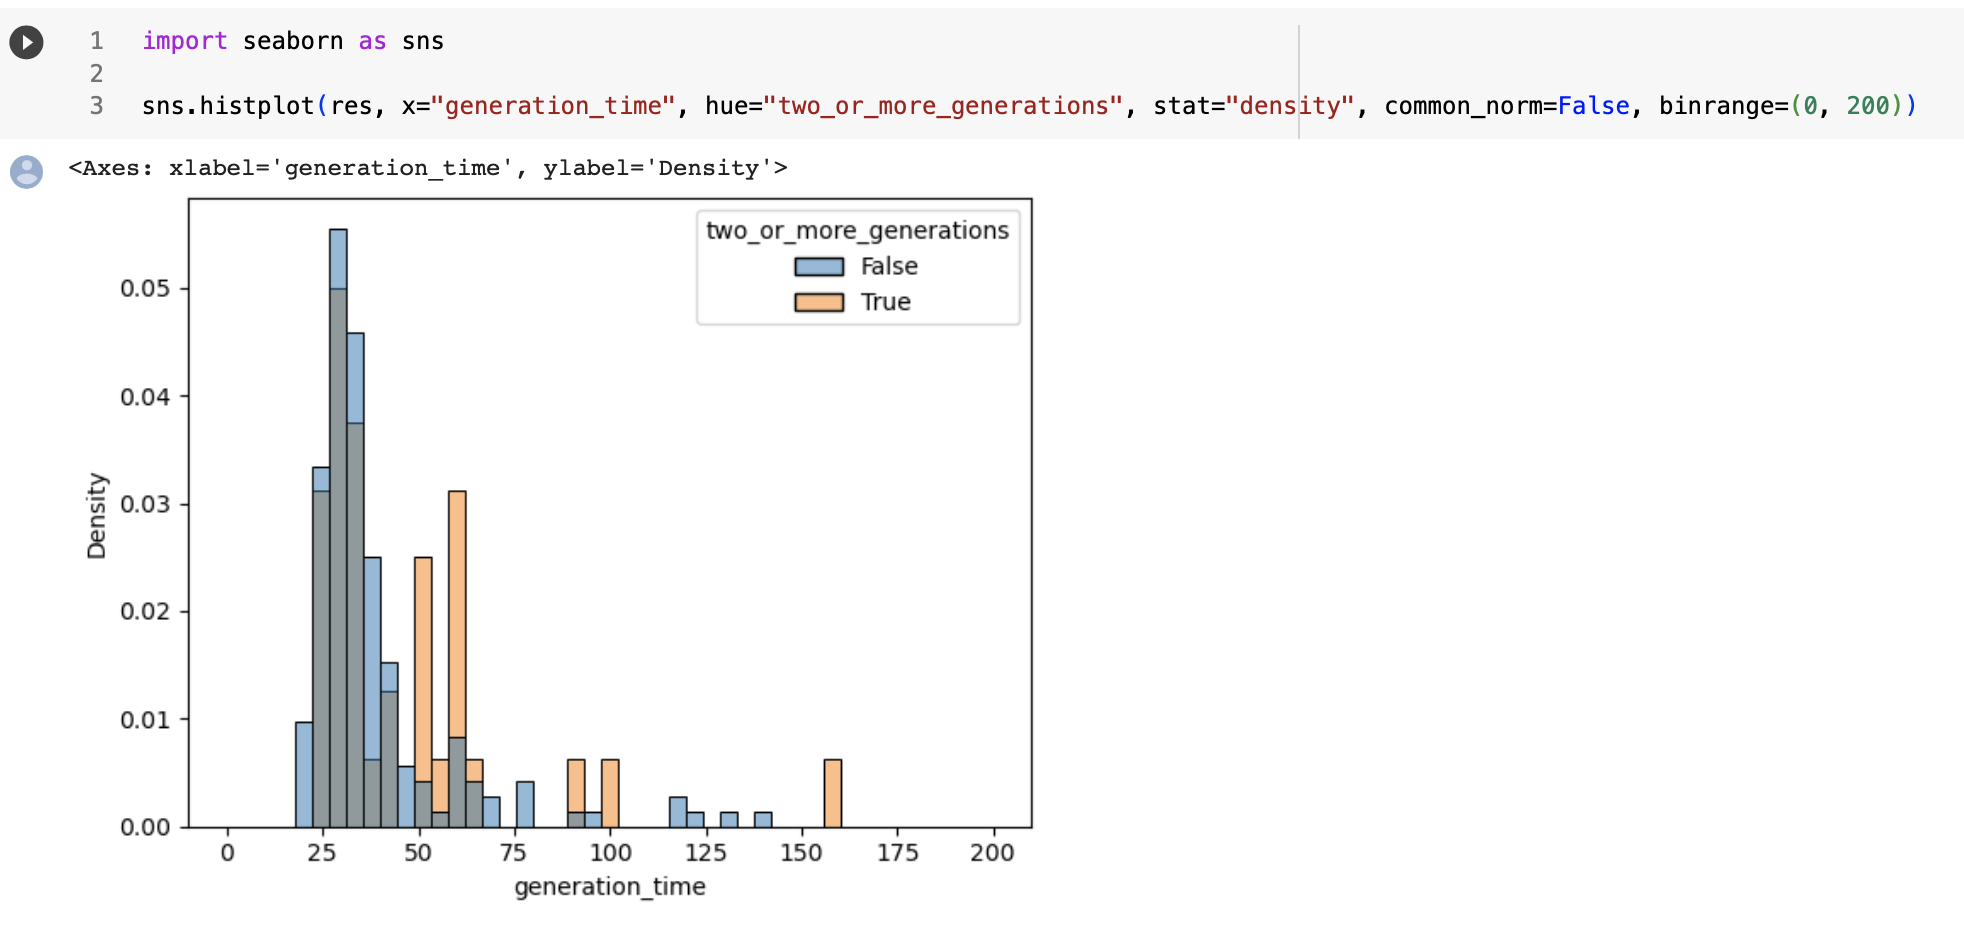 1 import seaborn as sns
2
3 sns.histplot(res, x="generation_time", hue="two_or_more_generations", stat="density", common_norm=False, binrange=(0, 200))
<Axes: xlabel='generation_time', ylabel='Density'>
two_or_more_generations
False
True
0.05
0.04
0.03
0.02
0.01
0.00
Density
0 25 50 75 100 125 150 175 200
generation_time